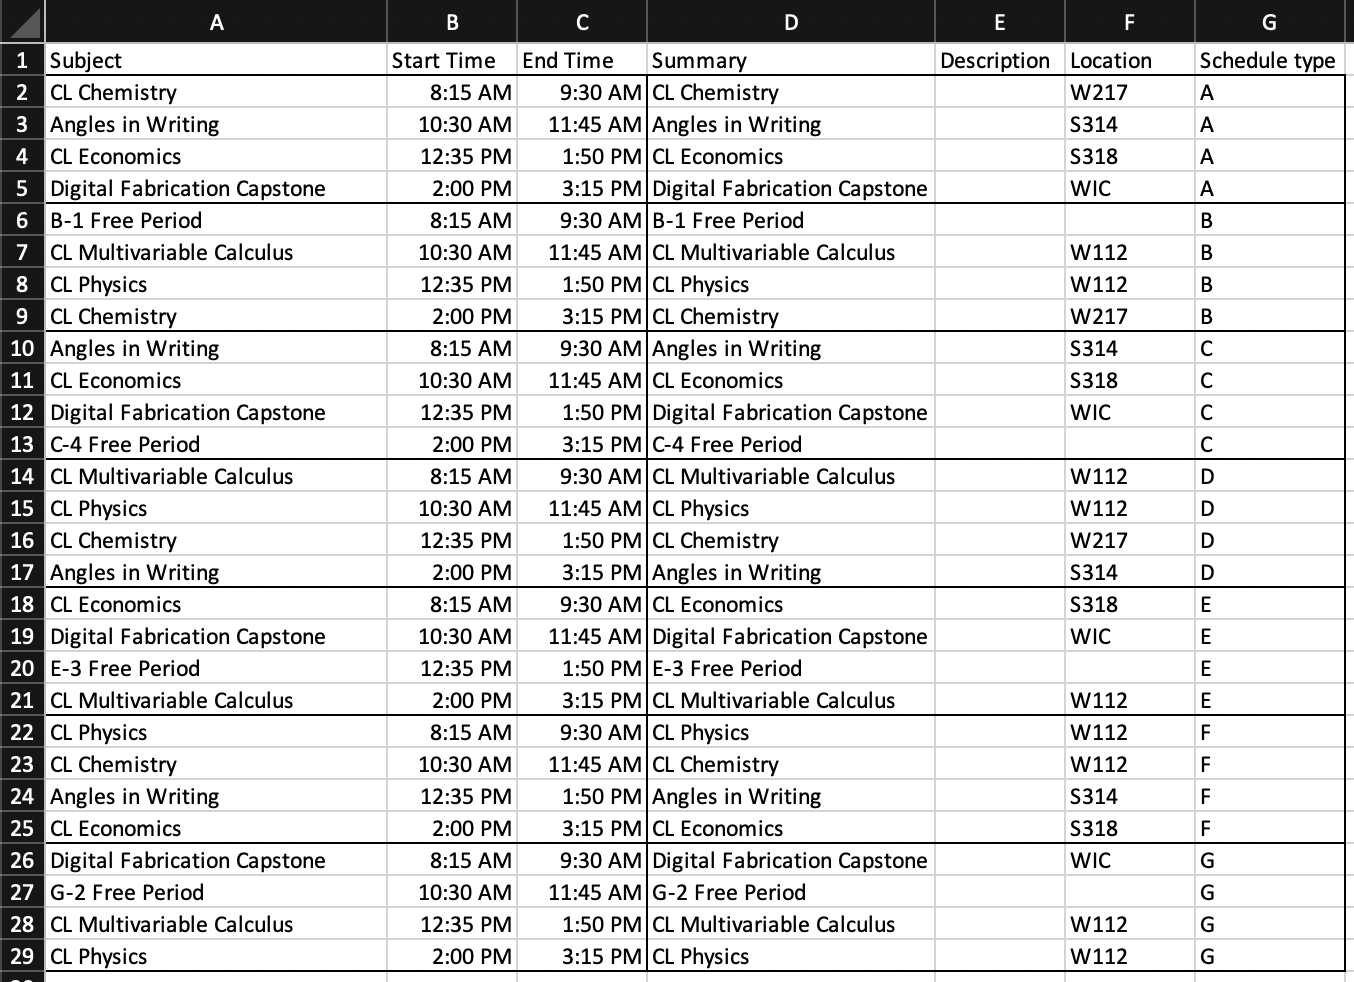 A B C D E F G
1 Subject Start Time End Time Summary Description Location Schedule type
2 CL Chemistry 8:15 AM 9:30 AM CL Chemistry W217 A
3 Angles in Writing 10:30 AM 11:45 AM Angles in Writing S314 A
4 CL Economics 12:35 PM 1:50 PM CL Economics S318 A
5 Digital Fabrication Capstone 2:00 PM 3:15 PM Digital Fabrication Capstone WIC A
6 B-1 Free Period 8:15 AM 9:30 AM B-1 Free Period B
7 CL Multivariable Calculus 10:30 AM 11:45 AM CL Multivariable Calculus W112 B
8 CL Physics 12:35 PM 1:50 PM CL Physics W112 B
9 CL Chemistry 2:00 PM 3:15 PM CL Chemistry W217 B
10 Angles in Writing 8:15 AM 9:30 AM Angles in Writing S314 C
11 CL Economics 10:30 AM 11:45 AM CL Economics S318 C
12 Digital Fabrication Capstone 12:35 PM 1:50 PM Digital Fabrication Capstone WIC C
13 C-4 Free Period 2:00 PM 3:15 PM C-4 Free Period C
14 CL Multivariable Calculus 8:15 AM 9:30 AM CL Multivariable Calculus W112 D
15 CL Physics 10:30 AM 11:45 AM CL Physics W112 D
16 CL Chemistry 12:35 PM 1:50 PM CL Chemistry W217 D
17 Angles in Writing 2:00 PM 3:15 PM Angles in Writing S314 D
18 CL Economics 8:15 AM 9:30 AM CL Economics S318 E
19 Digital Fabrication Capstone 10:30 AM 11:45 AM Digital Fabrication Capstone WIC E
20 E-3 Free Period 12:35 PM 1:50 PM E-3 Free Period E
21 CL Multivariable Calculus 2:00 PM 3:15 PM CL Multivariable Calculus W112 E
22 CL Physics 8:15 AM 9:30 AM CL Physics W112 F
23 CL Chemistry 10:30 AM 11:45 AM CL Chemistry W112 F
24 Angles in Writing 12:35 PM 1:50 PM Angles in Writing S314 F
25 CL Economics 2:00 PM 3:15 PM CL Economics S318 F
26 Digital Fabrication Capstone 8:15 AM 9:30 AM Digital Fabrication Capstone WIC G
27 G-2 Free Period 10:30 AM 11:45 AM G-2 Free Period G
28 CL Multivariable Calculus 12:35 PM 1:50 PM CL Multivariable Calculus W112 G
29 CL Physics 2:00 PM 3:15 PM CL Physics W112 G